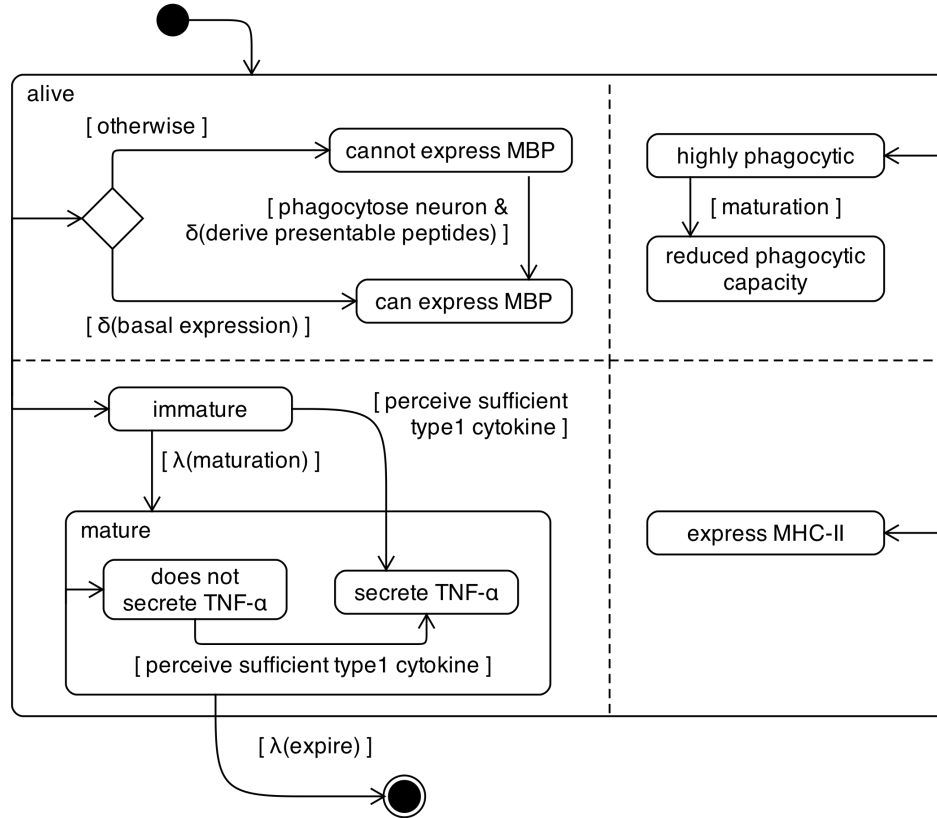 alive
[ otherwise ]
cannot express MBP
highly phagocytic
[ phagocytose neuron &
δ(derive presentable peptides) ]
[ maturation ]
reduced phagocytic
capacity
can express MBP
[ δ(basal expression) ]
immature
[ perceive sufficient
type1 cytokine ]
[ λ(maturation) ]
mature
express MHC-II
does not
secrete TNF-α
secrete TNF-α
[ perceive sufficient type1 cytokine ]
[ λ(expire) ]